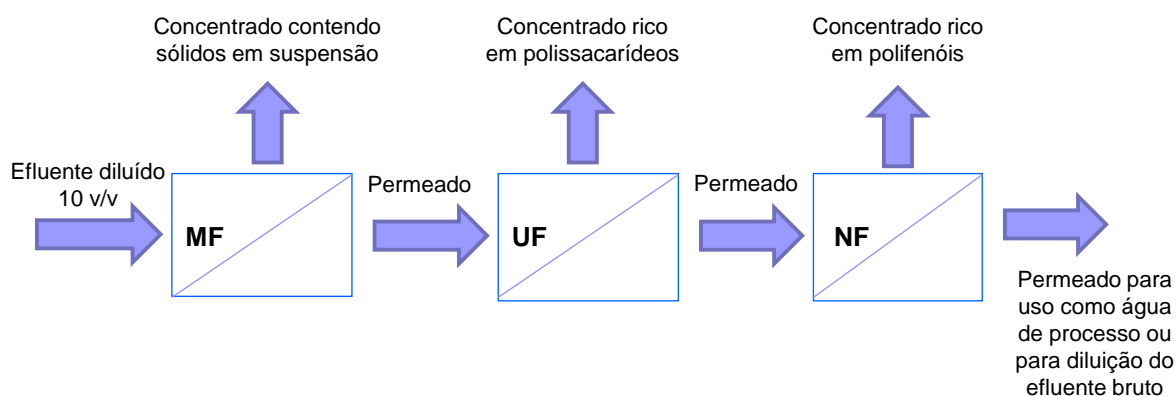 Concentrado contendo
sólidos em suspensão
Concentrado rico
em polissacarídeos
Concentrado rico
em polifenóis
Efluente diluído
10 v/v
MF
Permeado
UF
Permeado
NF
Permeado para
uso como água
de processo ou
para diluição do
efluente bruto